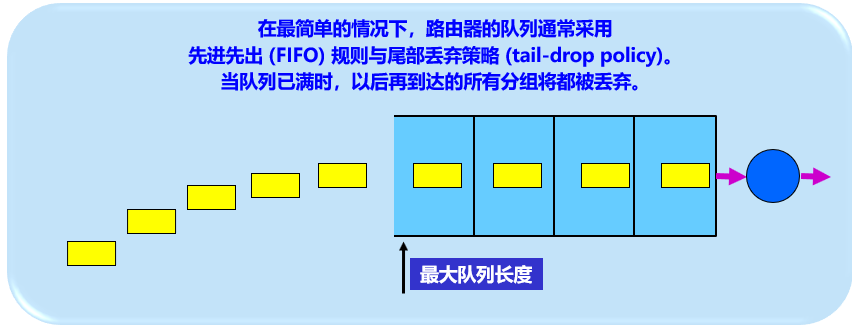 在最简单的情况下，路由器的队列通常采用
先进先出 (FIFO) 规则与尾部丢弃策略 (tail-drop policy)。
当队列已满时，以后再到达的所有分组将都被丢弃。
最大队列长度